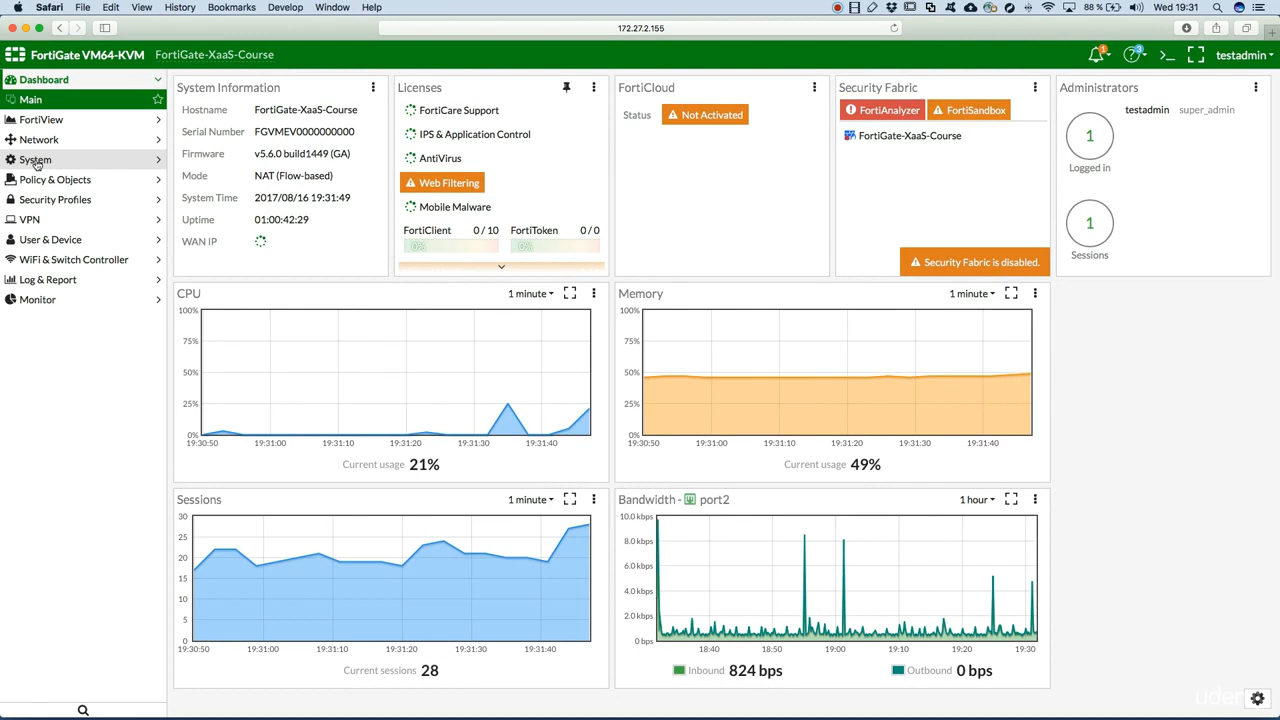 Safari File Edit View History Bookmarks Develop Window Help 88 % Wed 19:31
172.27.2.155
FortiGate VM64-KVM FortiGate-XaaS-Course 1 3 testadmin
Dashboard
Main
FortiView
Network
System
Policy & Objects
Security Profiles
VPN
User & Device
WiFi & Switch Controller
Log & Report
Monitor
System Information
Hostname FortiGate-XaaS-Course
Serial Number FGVMEV0000000000
Firmware v5.6.0 build1449 (GA)
Mode NAT (Flow-based)
System Time 2017/08/16 19:31:49
Uptime 01:00:42:29
WAN IP
Licenses
FortiCare Support
IPS & Application Control
AntiVirus
Web Filtering
Mobile Malware
FortiClient 0 / 10 FortiToken 0 / 0
0% 0%
FortiCloud
Status Not Activated
Security Fabric
FortiAnalyzer FortiSandbox
FortiGate-XaaS-Course
Security Fabric is disabled.
Administrators
testadmin super_admin
1
Logged in
1
Sessions
CPU 1 minute
100%
75%
50%
25%
0%
19:30:50 19:31:00 19:31:10 19:31:20 19:31:30 19:31:40
Current usage 21%
Memory 1 minute
100%
75%
50%
25%
0%
19:30:50 19:31:00 19:31:10 19:31:20 19:31:30 19:31:40
Current usage 49%
Sessions 1 minute
30
25
20
15
10
5
0
19:30:50 19:31:00 19:31:10 19:31:20 19:31:30 19:31:40
Current sessions 28
Bandwidth - port2 1 hour
10.0 kbps
8.0 kbps
6.0 kbps
4.0 kbps
2.0 kbps
0 bps
18:40 18:50 19:00 19:10 19:20 19:30
Inbound 824 bps Outbound 0 bps